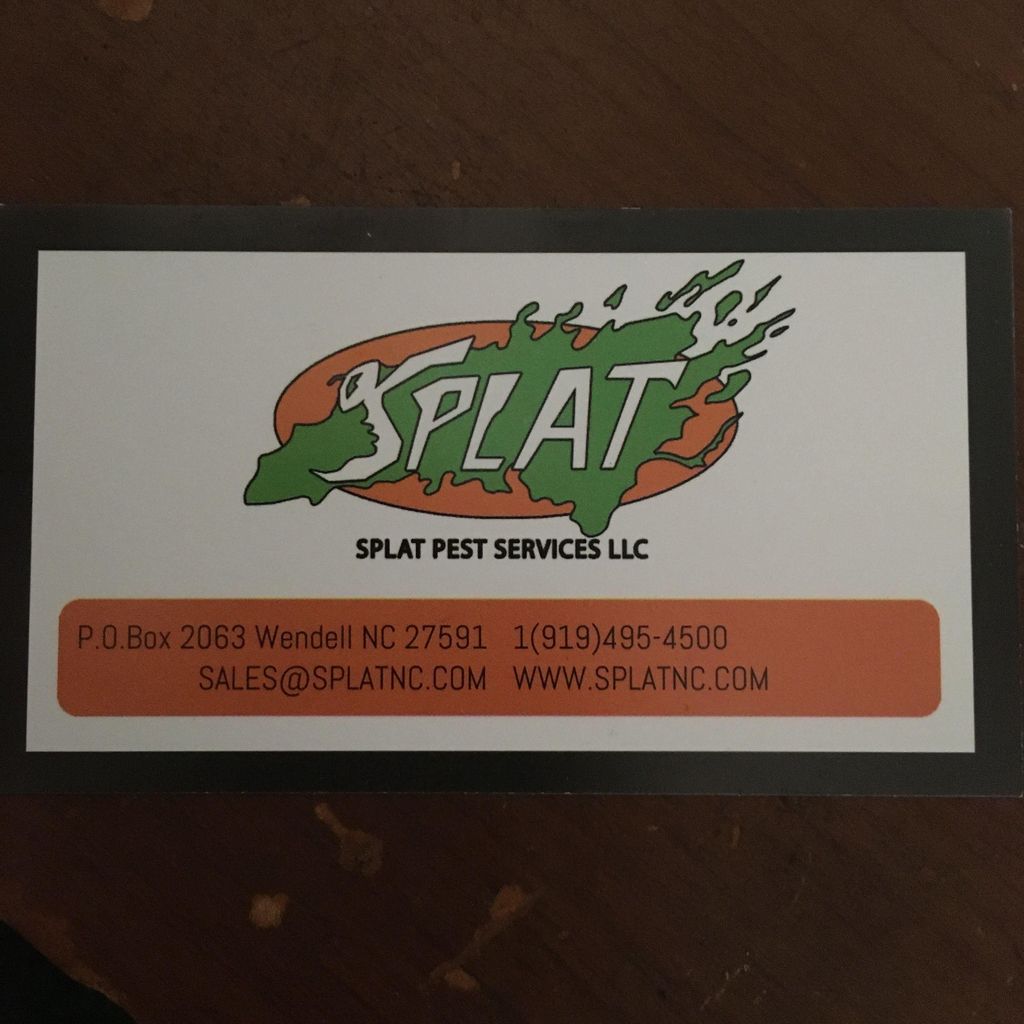 SPLAT
SPLAT PEST SERVICES LLC
P.O.Box 2063 Wendell NC 27591 1(919)495-4500
SALES@SPLATNC.COM WWW.SPLATNC.COM